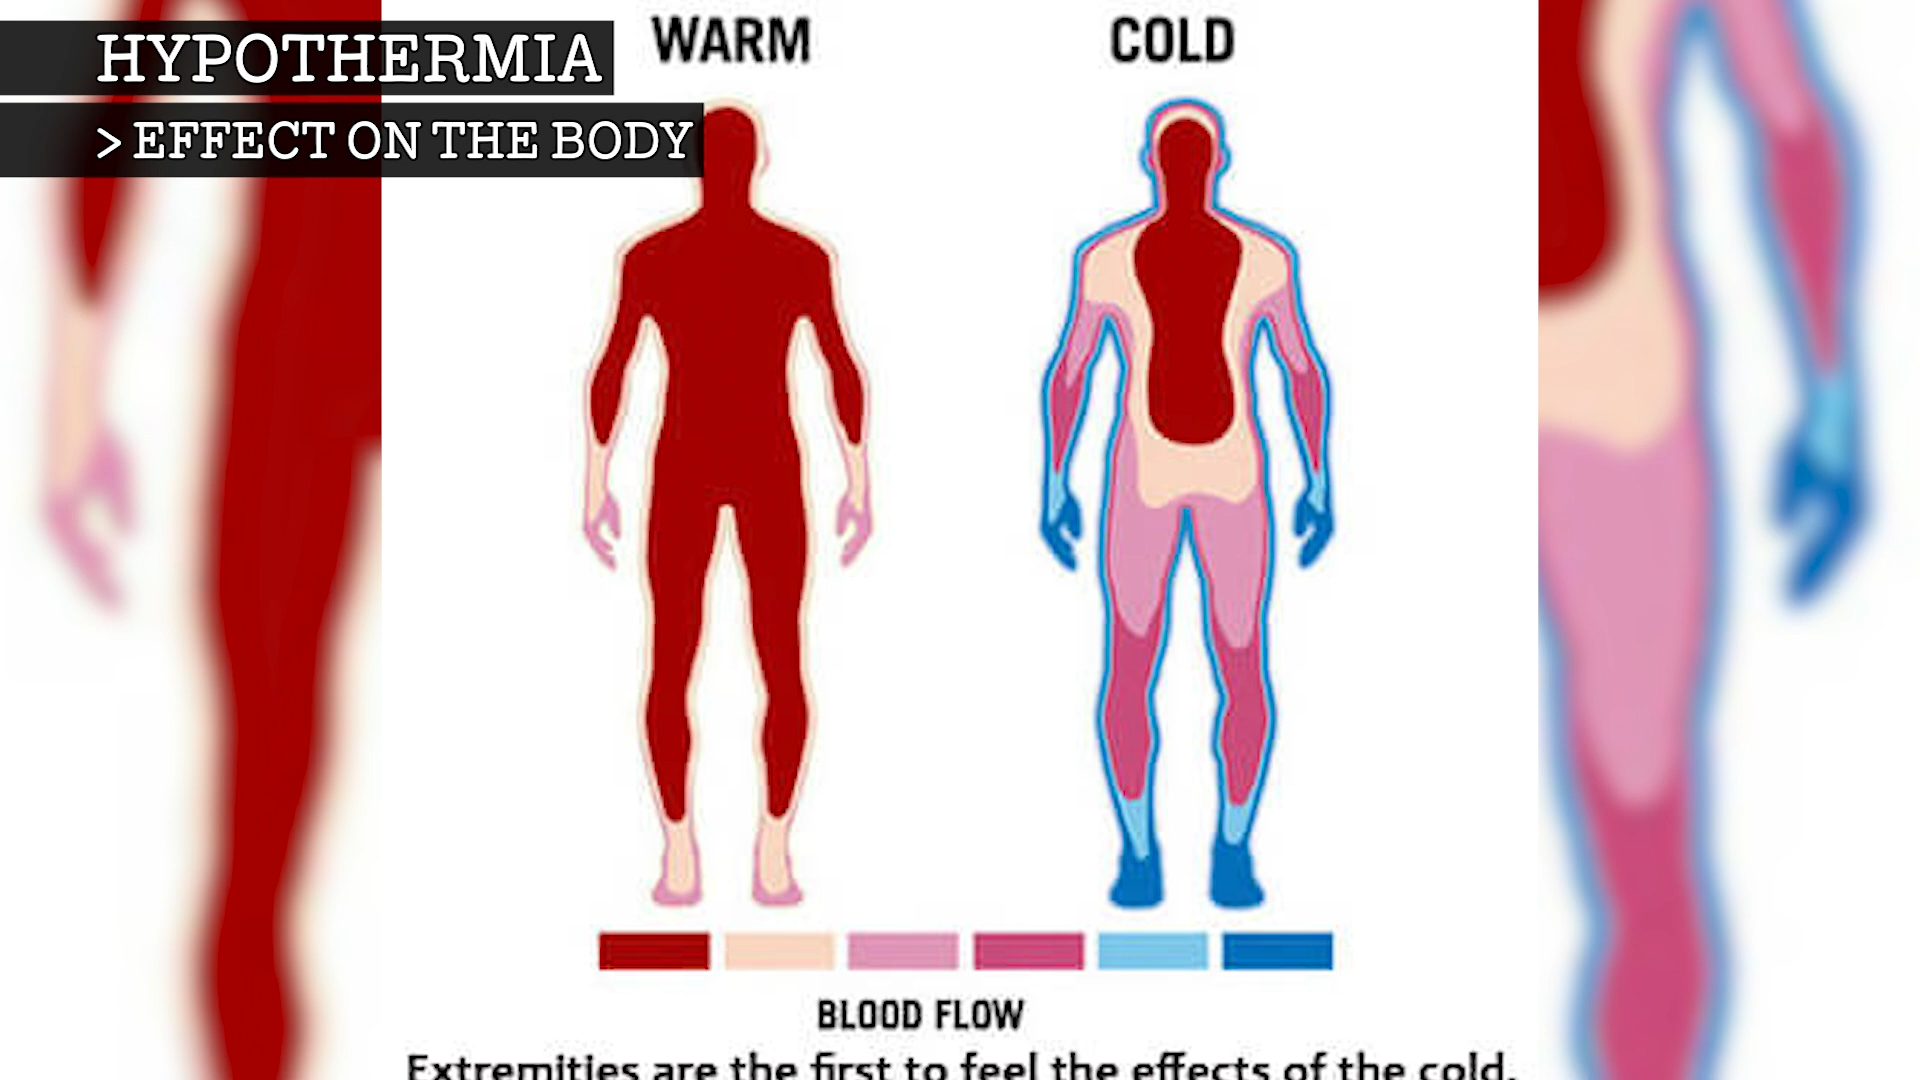 HYPOTHERMIA
> EFFECT ON THE BODY
WARM
COLD
BLOOD FLOW
Extremities are the first to feel the effects of the cold.